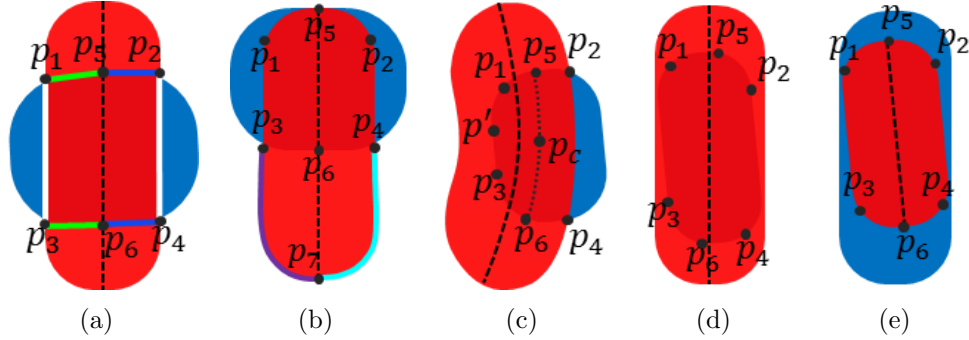 p₁ p₅ p₂
p₃ p₆ p₄
(a)
p₅
p₁ p₂
p₃ p₄
p₆
p₇
(b)
p₅ p₂
p₁
p′ p_c
p₃
p₆ p₄
(c)
p₅
p₁ p₂
p₃ p₆ p₄
(d)
p₅
p₁ p₂
p₃ p₄
p₆
(e)